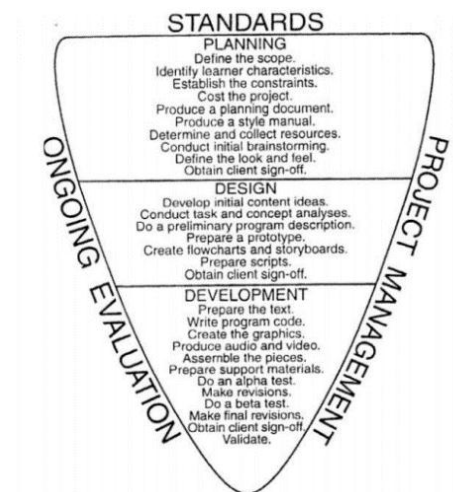 STANDARDS
PLANNING
Define the scope.
Identify learner characteristics.
Establish the constraints.
Cost the project.
Produce a planning document.
Produce a style manual.
Determine and collect resources.
Conduct initial brainstorming.
Define the look and feel.
Obtain client sign-off.
DESIGN
Develop initial content ideas.
Conduct task and concept analyses.
Do a preliminary program description.
Prepare a prototype.
Create flowcharts and storyboards.
Prepare scripts.
Obtain client sign-off.
DEVELOPMENT
Prepare the text.
Write program code.
Create the graphics.
Produce audio and video.
Assemble the pieces.
Prepare support materials.
Do an alpha test.
Make revisions.
Do a beta test.
Make final revisions.
Obtain client sign-off.
Validate.
ONGOING EVALUATION
PROJECT MANAGEMENT